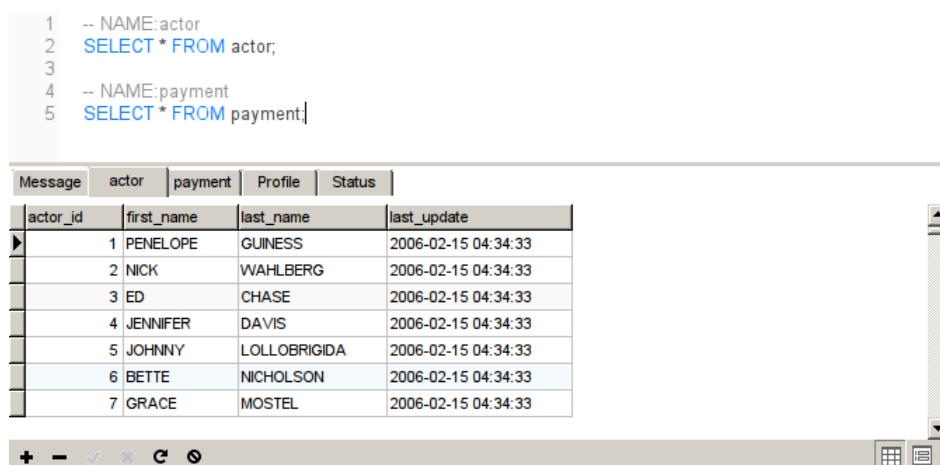 1 -- NAME:actor
2 SELECT * FROM actor;
3
4 -- NAME:payment
5 SELECT * FROM payment;
Message actor payment Profile Status
actor_id first_name last_name last_update
1 PENELOPE GUINESS 2006-02-15 04:34:33
2 NICK WAHLBERG 2006-02-15 04:34:33
3 ED CHASE 2006-02-15 04:34:33
4 JENNIFER DAVIS 2006-02-15 04:34:33
5 JOHNNY LOLLOBRIGIDA 2006-02-15 04:34:33
6 BETTE NICHOLSON 2006-02-15 04:34:33
7 GRACE MOSTEL 2006-02-15 04:34:33